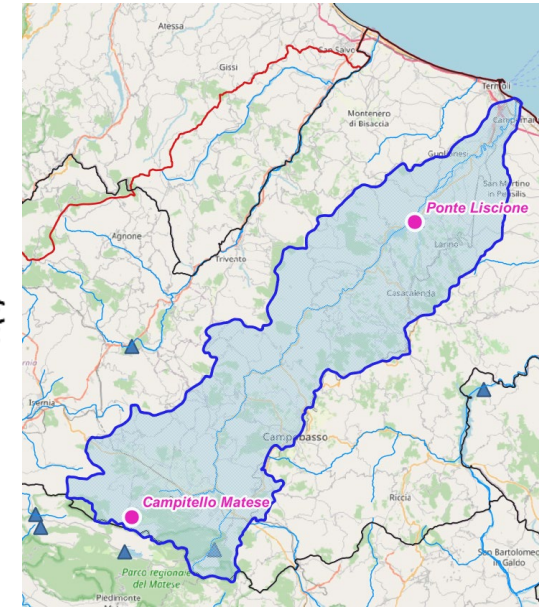 Atessa
San Salvo
Gissi
Termoli
Montenero
di Bisaccia
Campomar
Guglionesi
San Martino
in Pensilis
Ponte Liscione
Agnone
Larino
Trivento
Casacalenda
Isernia
Campobasso
Campitello Matese
Riccia
San Bartolomeo
in Galdo
Parco regionale
del Matese
Piedimonte